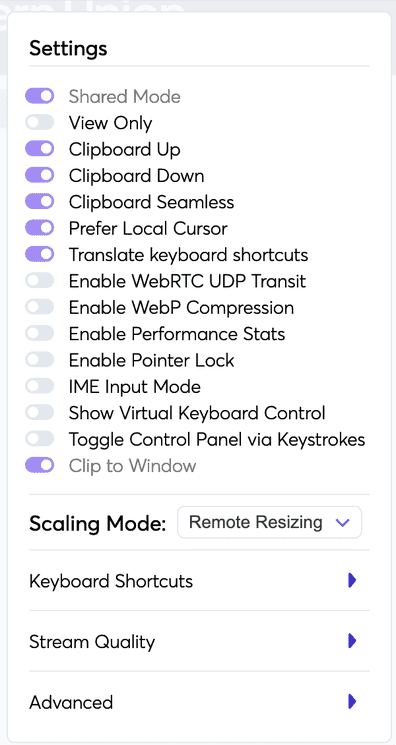 Settings
Shared Mode
View Only
Clipboard Up
Clipboard Down
Clipboard Seamless
Prefer Local Cursor
Translate keyboard shortcuts
Enable WebRTC UDP Transit
Enable WebP Compression
Enable Performance Stats
Enable Pointer Lock
IME Input Mode
Show Virtual Keyboard Control
Toggle Control Panel via Keystrokes
Clip to Window
Scaling Mode: Remote Resizing
Keyboard Shortcuts
Stream Quality
Advanced